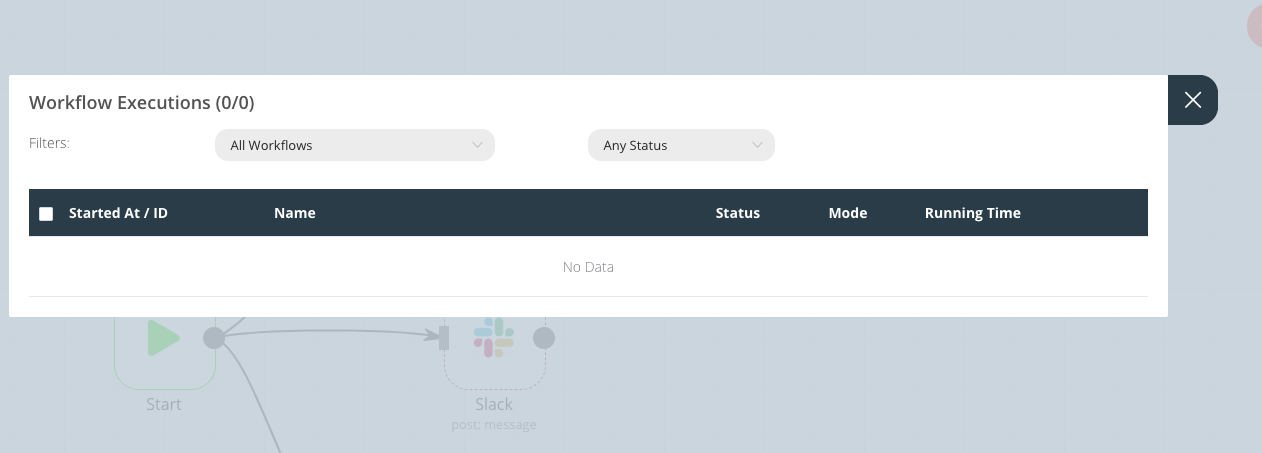 Workflow Executions (0/0)
Filters:
All Workflows
Any Status
Started At / ID
Name
Status
Mode
Running Time
No Data
Start
Slack
post: message